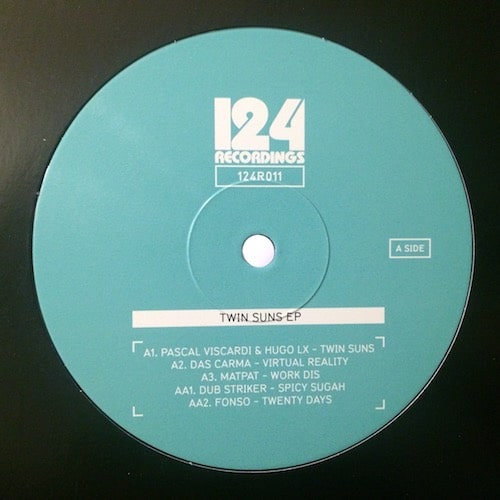 124
RECORDINGS
124R011
A SIDE
TWIN SUNS EP
A1. PASCAL VISCARDI & HUGO LX – TWIN SUNS
A2. DAS CARMA – VIRTUAL REALITY
A3. MATPAT – WORK DIS
AA1. DUB STRIKER – SPICY SUGAH
AA2. FONSO – TWENTY DAYS